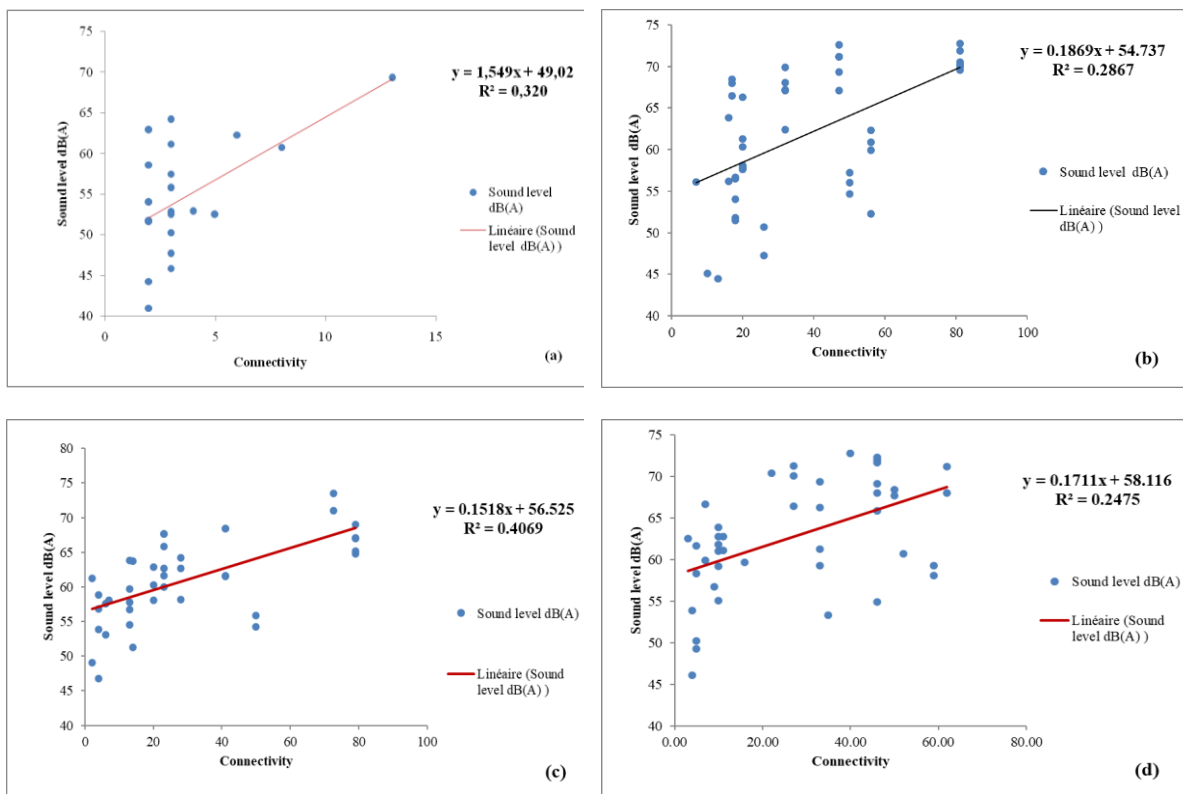 75
70
65
60
55
50
45
40
0
5
10
15
Sound level dB(A)
Connectivity
y = 1,549x + 49,02
R² = 0,320
Sound level
dB(A)
Linéaire (Sound
level dB(A) )
(a)
75
70
65
60
55
50
45
40
0
20
40
60
80
100
Sound level dB(A)
Connectivity
y = 0.1869x + 54.737
R² = 0.2867
Sound level dB(A)
Linéaire (Sound level
dB(A) )
(b)
80
75
70
65
60
55
50
45
40
0
20
40
60
80
100
Sound level dB(A)
Connectivity
y = 0.1518x + 56.525
R² = 0.4069
Sound level dB(A)
Linéaire (Sound
level dB(A) )
(c)
75
70
65
60
55
50
45
40
0.00
20.00
40.00
60.00
80.00
Sound level dB(A)
Connectivity
y = 0.1711x + 58.116
R² = 0.2475
Sound level dB(A)
Linéaire (Sound
level dB(A) )
(d)